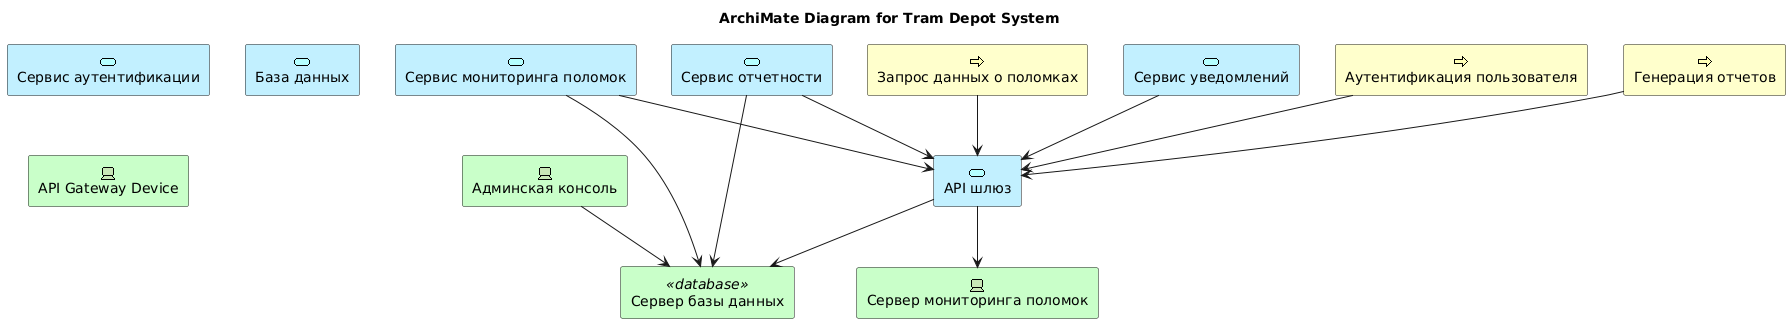 ArchiMate Diagram for Tram Depot System
Сервис аутентификации
База данных
Сервис мониторинга поломок
Сервис отчетности
Запрос данных о поломках
Сервис уведомлений
Аутентификация пользователя
Генерация отчетов
API Gateway Device
Админская консоль
API шлюз
«database»
Сервер базы данных
Сервер мониторинга поломок